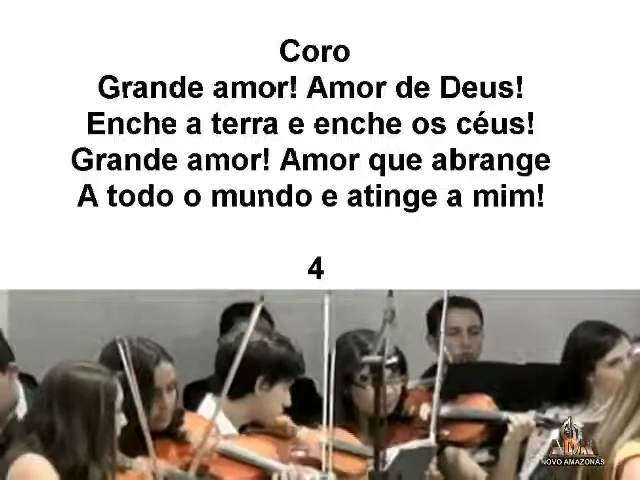 Coro
Grande amor! Amor de Deus!
Enche a terra e enche os céus!
Grande amor! Amor que abrange
A todo o mundo e atinge a mim!
4
NOVO AMAZONAS